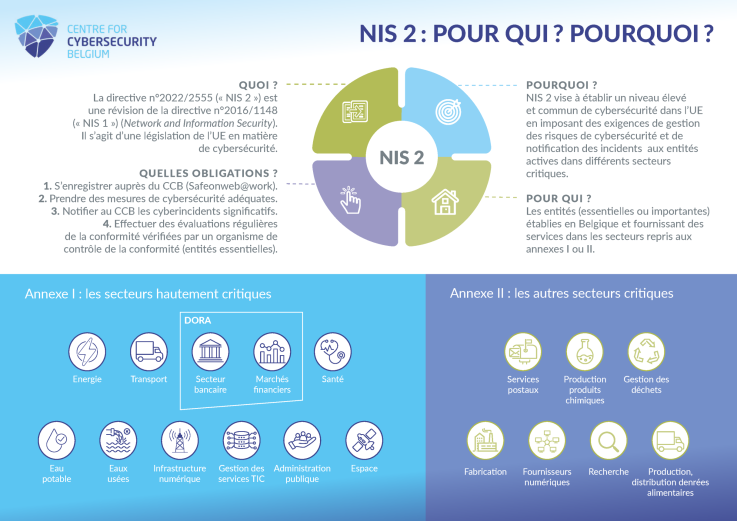 CENTRE FOR
CYBERSECURITY
BELGIUM
NIS 2 : POUR QUI ? POURQUOI ?
QUOI ?
La directive n°2022/2555 (« NIS 2 ») est
une révision de la directive n°2016/1148
(« NIS 1 ») (Network and Information Security).
Il s'agit d'une législation de l'UE en matière
de cybersécurité.
QUELLES OBLIGATIONS ?
1. S'enregistrer auprès du CCB (Safeonweb@work).
2. Prendre des mesures de cybersécurité adéquates.
3. Notifier au CCB les cyberincidents significatifs.
4. Effectuer des évaluations régulières
de la conformité vérifiées par un organisme de
contrôle de la conformité (entités essentielles).
NIS 2
POURQUOI ?
NIS 2 vise à établir un niveau élevé
et commun de cybersécurité dans l'UE
en imposant des exigences de gestion
des risques de cybersécurité et de
notification des incidents aux entités
actives dans différents secteurs
critiques.
POUR QUI ?
Les entités (essentielles ou importantes)
établies en Belgique et fournissant des
services dans les secteurs repris aux
annexes I ou II.
Annexe I : les secteurs hautement critiques
DORA
Energie
Transport
Secteur
bancaire
Marchés
financiers
Santé
Eau
potable
Eaux
usées
Infrastructure
numérique
Gestion des
services TIC
Administration
publique
Espace
Annexe II : les autres secteurs critiques
Services
postaux
Production
produits
chimiques
Gestion des
déchets
Fabrication
Fournisseurs
numériques
Recherche
Production,
distribution denrées
alimentaires